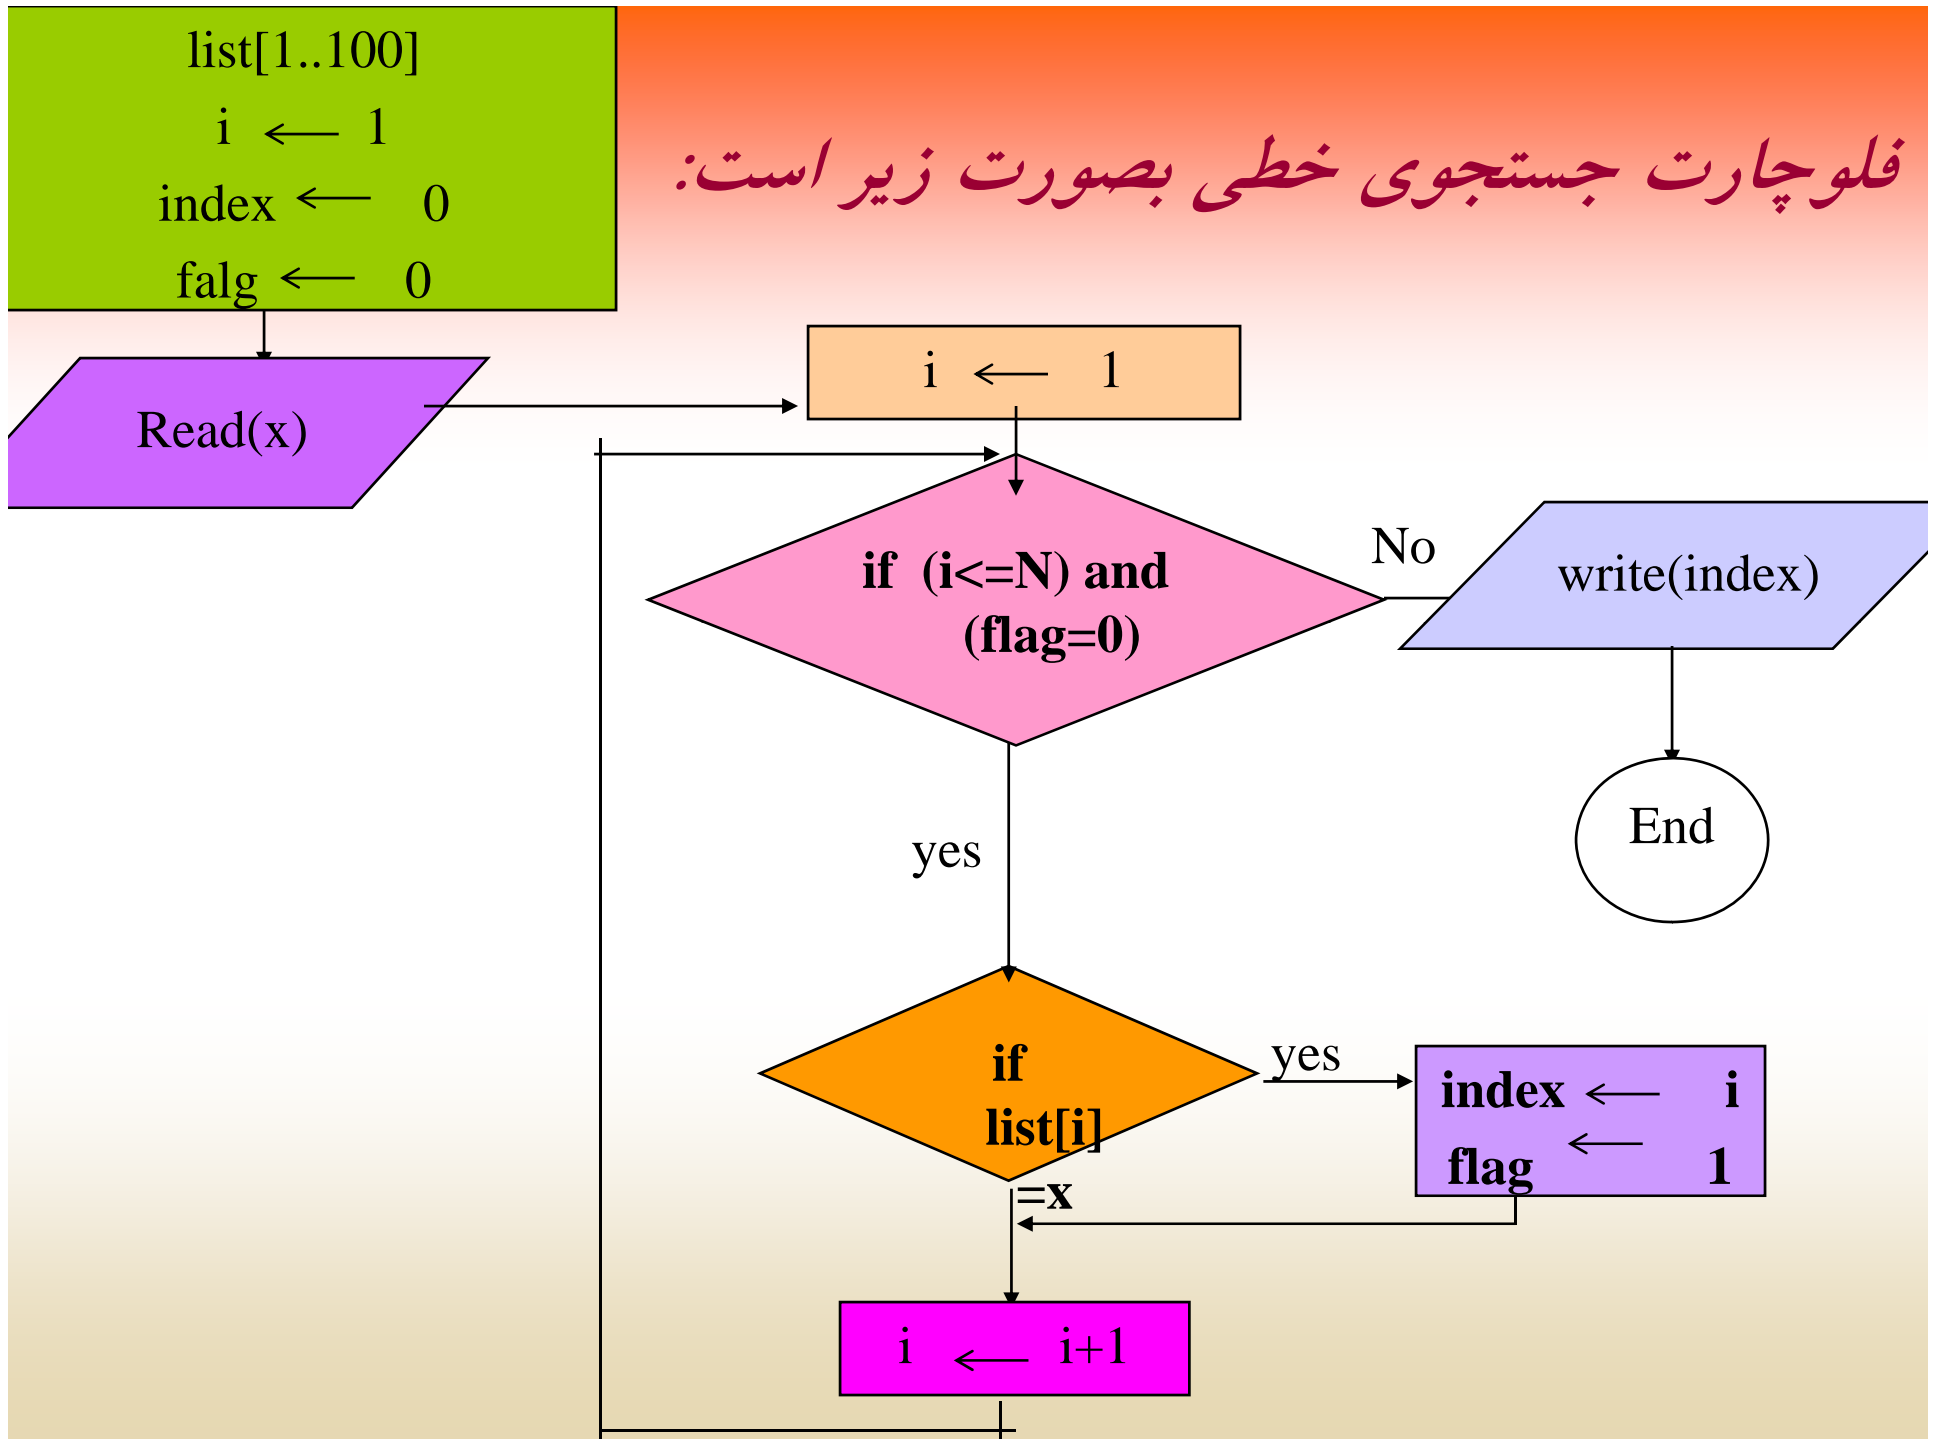 list[1..100]
i ← 1
index ← 0
falg ← 0
فلوچارت جستجوی خطی بصورت زیر است:
Read(x)
i ← 1
if (i<=N) and
(flag=0)
No
write(index)
End
yes
if
list[i]
=x
yes
index ← i
flag ← 1
i ← i+1